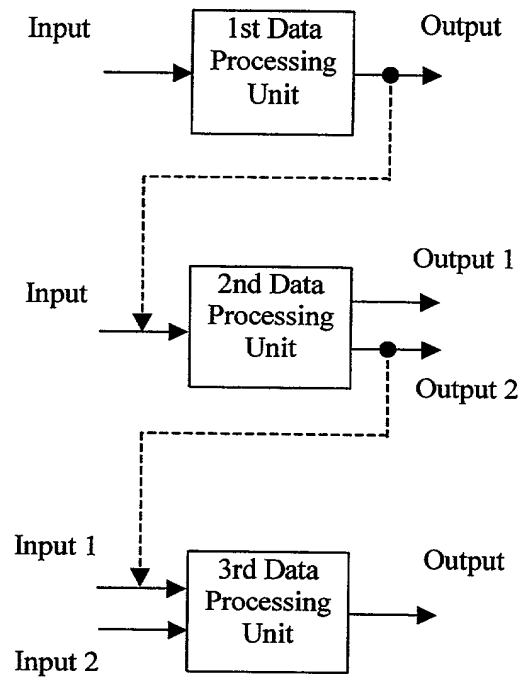 Input
1st Data
Processing
Unit
Output
Input
2nd Data
Processing
Unit
Output 1
Output 2
Input 1
Input 2
3rd Data
Processing
Unit
Output